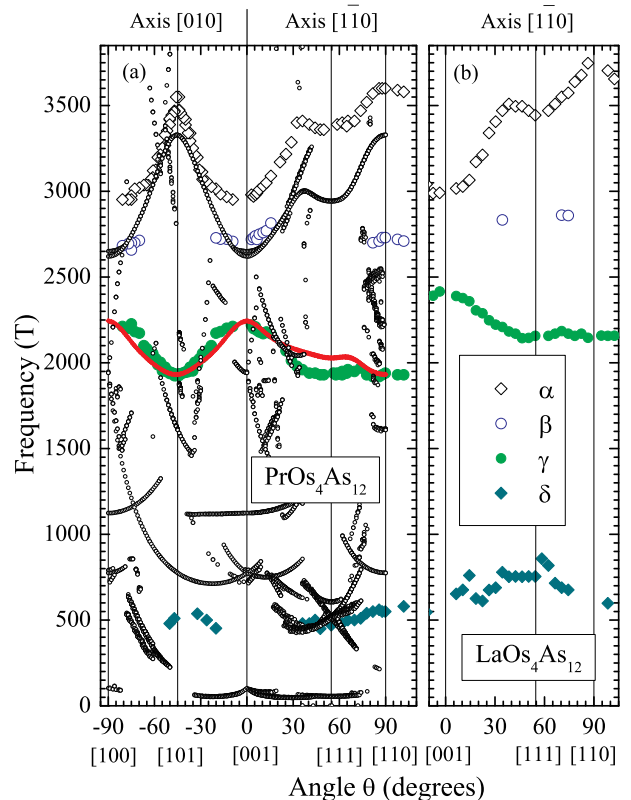 Axis [010] Axis [11̅0] Axis [11̅0]
(a) (b)
3500
3000
2500
2000
1500
1000
500
0
Frequency (T)
α
β
γ
δ
PrOs₄As₁₂
LaOs₄As₁₂
-90 -60 -30 0 30 60 90 0 30 60 90
[100] [101] [001] [111] [110] [001] [111] [110]
Angle θ (degrees)